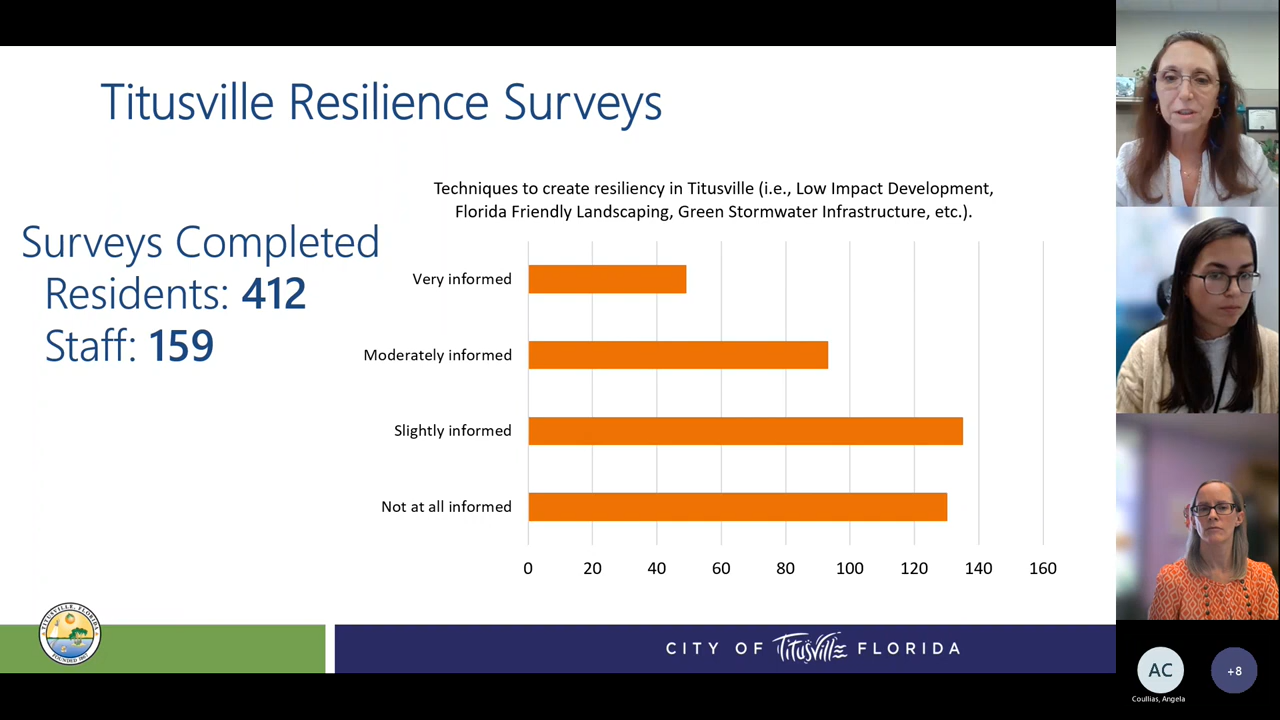 Titusville Resilience Surveys
Surveys Completed
Residents: 412
Staff: 159
Techniques to create resiliency in Titusville (i.e., Low Impact Development,
Florida Friendly Landscaping, Green Stormwater Infrastructure, etc.).
Very informed
Moderately informed
Slightly informed
Not at all informed
0 20 40 60 80 100 120 140 160
TITUSVILLE, FLORIDA
CITY OF Titusville FLORIDA
AC
Coullias, Angela
+8